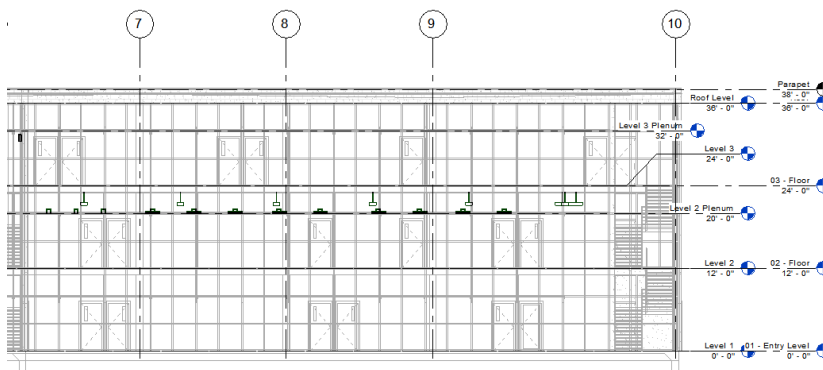 7 8 9 10
Parapet
38' - 0"
Roof Level
36' - 0"
36' - 0"
Level 3 Plenum
32' - 0"
Level 3
24' - 0"
03 - Floor
24' - 0"
Level 2 Plenum
20' - 0"
Level 2
12' - 0"
02 - Floor
12' - 0"
Level 1
0' - 0"
01 - Entry Level
0' - 0"